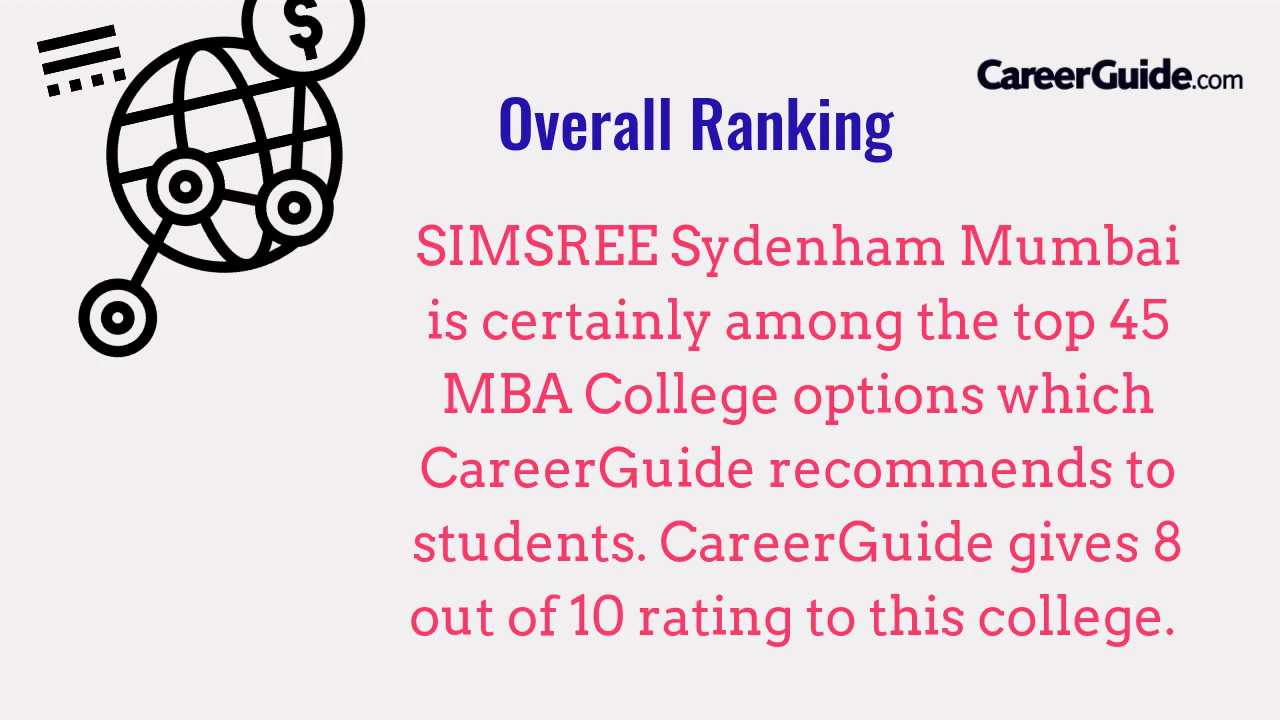 CareerGuide.com
Overall Ranking
SIMSREE Sydenham Mumbai
is certainly among the top 45
MBA College options which
CareerGuide recommends to
students. CareerGuide gives 8
out of 10 rating to this college.